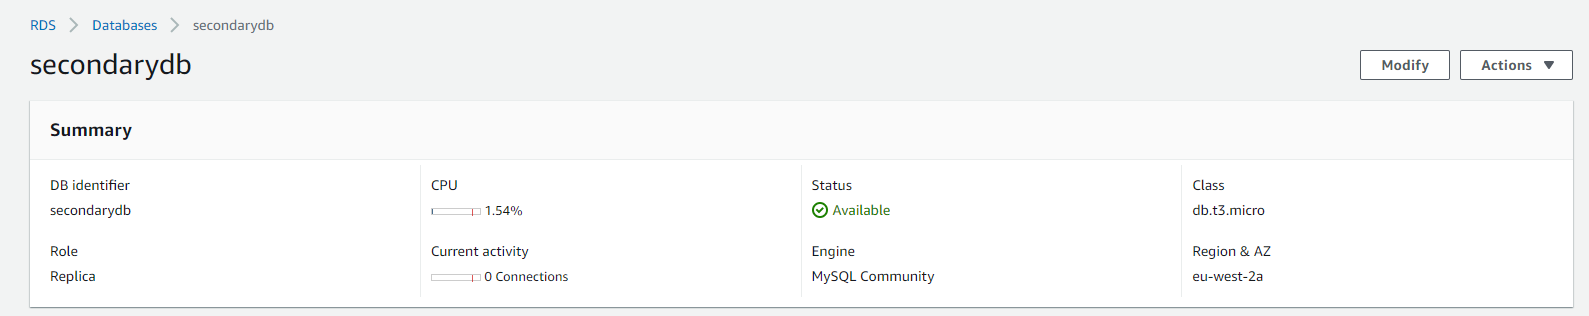 RDS > Databases > secondarydb
secondarydb
Modify
Actions
Summary
DB identifier
secondarydb
CPU
1.54%
Status
Available
Class
db.t3.micro
Role
Replica
Current activity
0 Connections
Engine
MySQL Community
Region & AZ
eu-west-2a